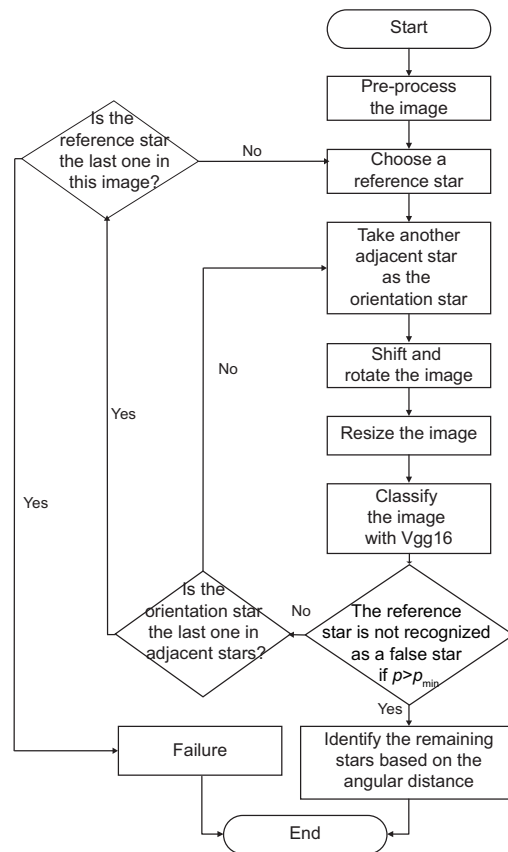 Start
Pre-process
the image
Is the
reference star
the last one in
this image?
No
Choose a
reference star
Take another
adjacent star
as the
orientation star
No
Shift and
rotate the image
Yes
Resize the image
Yes
Classify
the image
with Vgg16
Is the
orientation star
the last one in
adjacent stars?
No
The reference
star is not recognized
as a false star
if p>pmin
Yes
Failure
Identify the remaining
stars based on the
angular distance
End